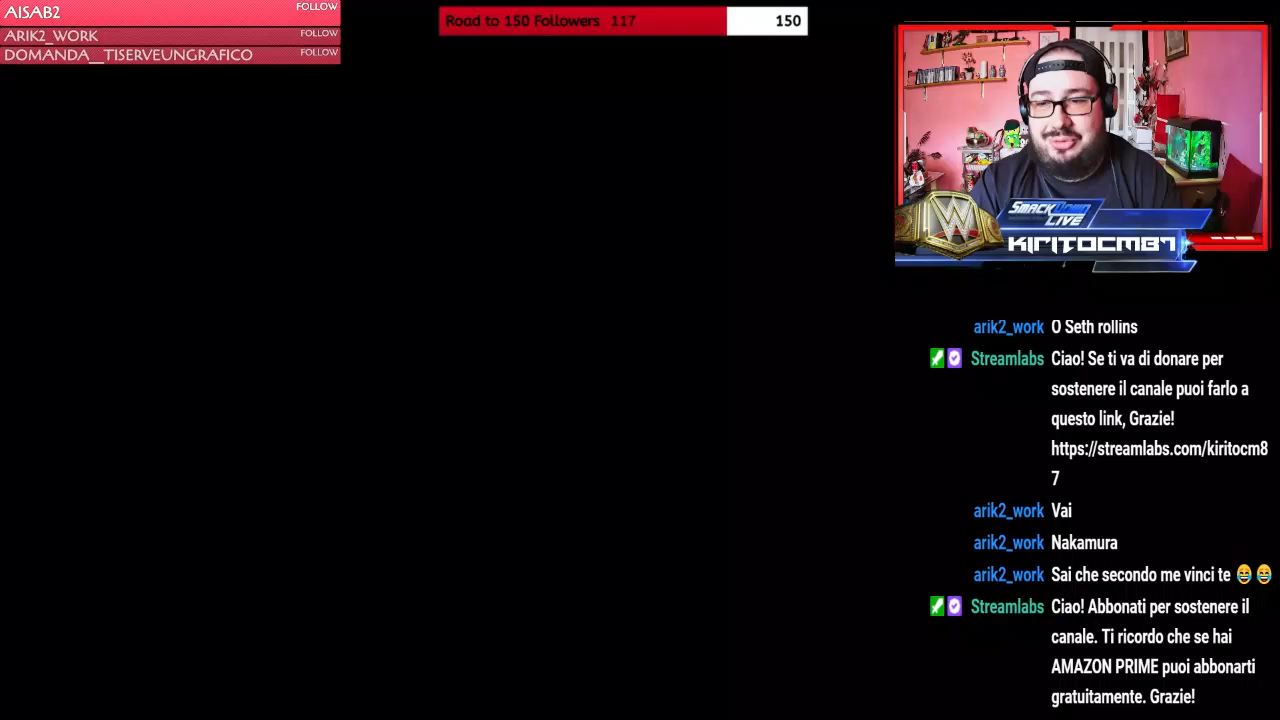 AISAB2 FOLLOW
ARIK2_WORK FOLLOW
DOMANDA__TISERVEUNGRAFICO FOLLOW
Road to 150 Followers 117 150
SMACKDOWN
LIVE
W
KIRITOCM87
arik2_work O Seth rollins
Streamlabs Ciao! Se ti va di donare per
sostenere il canale puoi farlo a
questo link, Grazie!
https://streamlabs.com/kiritocm8
7
arik2_work Vai
arik2_work Nakamura
arik2_work Sai che secondo me vinci te 😂😂
Streamlabs Ciao! Abbonati per sostenere il
canale. Ti ricordo che se hai
AMAZON PRIME puoi abbonarti
gratuitamente. Grazie!